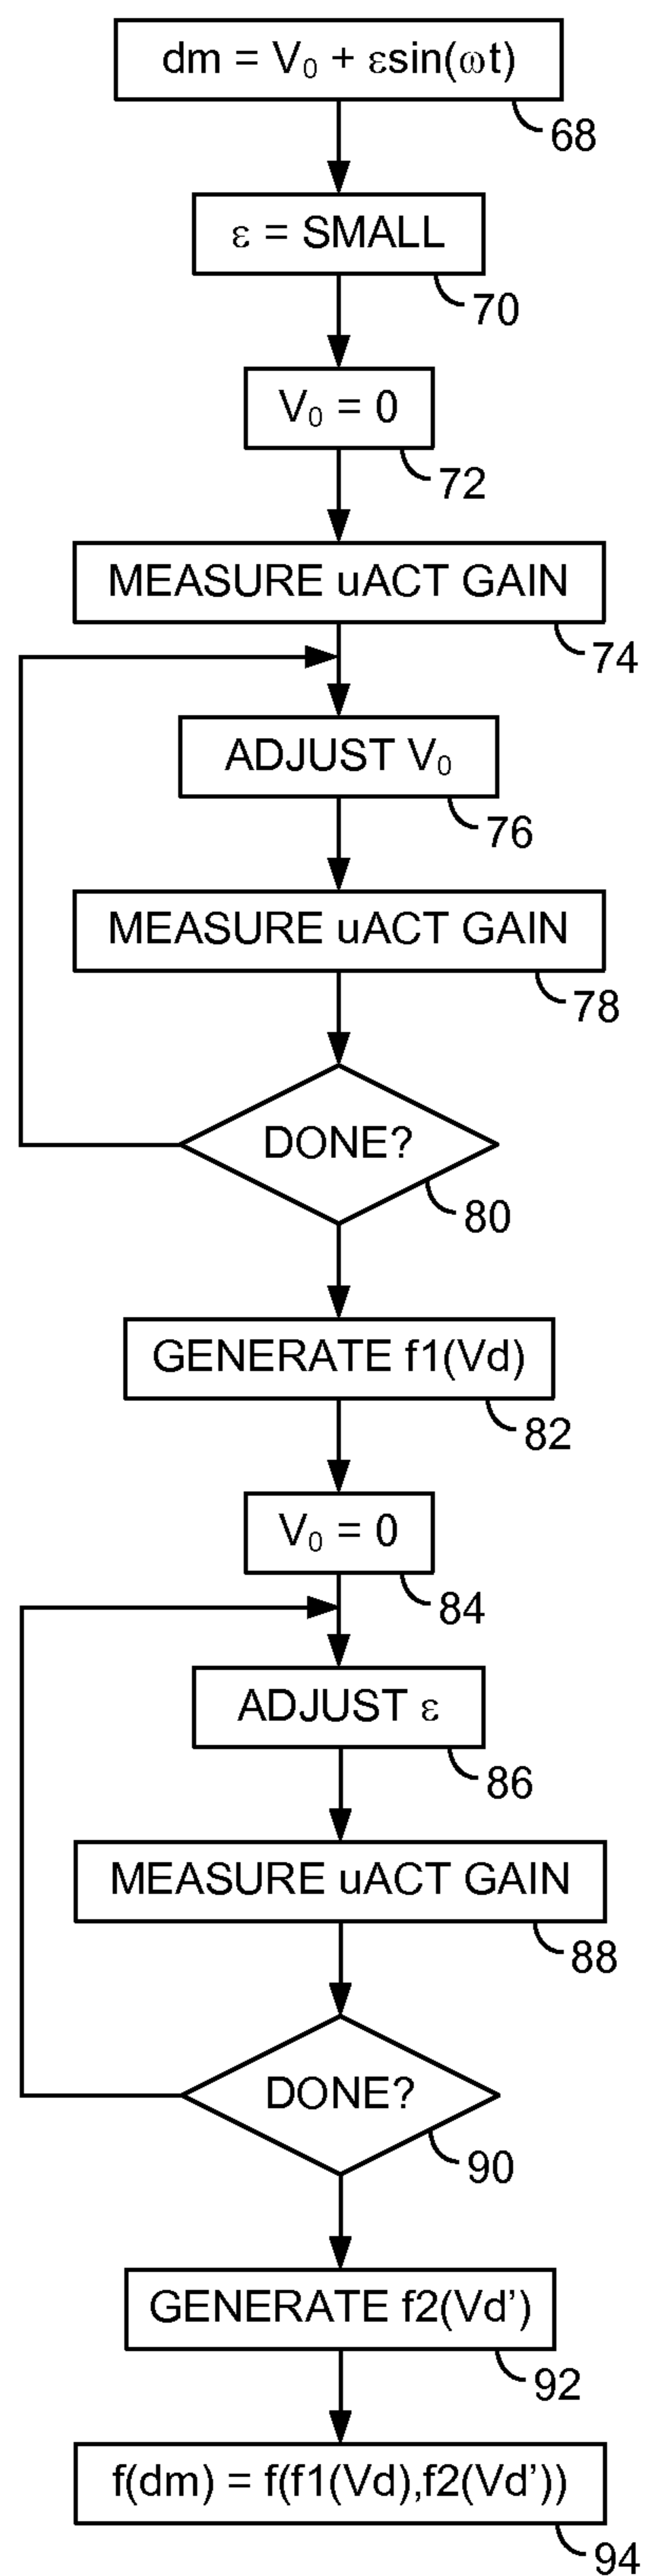 dm = V₀ + εsin(ωt)
68
ε = SMALL
70
V₀ = 0
72
MEASURE uACT GAIN
74
ADJUST V₀
76
MEASURE uACT GAIN
78
DONE?
80
GENERATE f1(Vd)
82
V₀ = 0
84
ADJUST ε
86
MEASURE uACT GAIN
88
DONE?
90
GENERATE f2(Vd’)
92
f(dm) = f(f1(Vd),f2(Vd’))
94